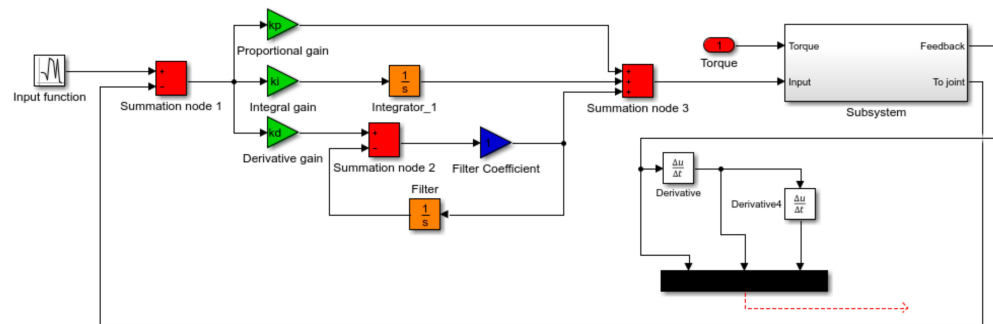 kp
Proportional gain
Input function
+
−
Summation node 1
ki
Integral gain
1
s
Integrator_1
+
+
+
Summation node 3
kd
Derivative gain
+
−
Summation node 2
1
Filter Coefficient
Filter
1
s
1
Torque
Torque
Feedback
Input
To joint
Subsystem
Δu
Δt
Derivative
Derivative4
Δu
Δt